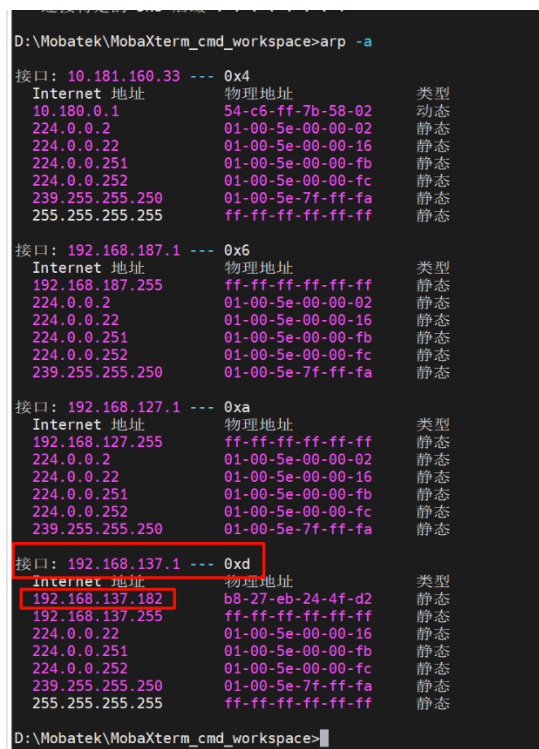 D:\Mobatek\MobaXterm_cmd_workspace>arp -a
接口: 10.181.160.33 --- 0x4
Internet 地址 物理地址 类型
10.180.0.1 54-c6-ff-7b-58-02 动态
224.0.0.2 01-00-5e-00-00-02 静态
224.0.0.22 01-00-5e-00-00-16 静态
224.0.0.251 01-00-5e-00-00-fb 静态
224.0.0.252 01-00-5e-00-00-fc 静态
239.255.255.250 01-00-5e-7f-ff-fa 静态
255.255.255.255 ff-ff-ff-ff-ff-ff 静态
接口: 192.168.187.1 --- 0x6
Internet 地址 物理地址 类型
192.168.187.255 ff-ff-ff-ff-ff-ff 静态
224.0.0.2 01-00-5e-00-00-02 静态
224.0.0.22 01-00-5e-00-00-16 静态
224.0.0.251 01-00-5e-00-00-fb 静态
224.0.0.252 01-00-5e-00-00-fc 静态
239.255.255.250 01-00-5e-7f-ff-fa 静态
接口: 192.168.127.1 --- 0xa
Internet 地址 物理地址 类型
192.168.127.255 ff-ff-ff-ff-ff-ff 静态
224.0.0.2 01-00-5e-00-00-02 静态
224.0.0.22 01-00-5e-00-00-16 静态
224.0.0.251 01-00-5e-00-00-fb 静态
224.0.0.252 01-00-5e-00-00-fc 静态
239.255.255.250 01-00-5e-7f-ff-fa 静态
接口: 192.168.137.1 --- 0xd
Internet 地址 物理地址 类型
192.168.137.182 b8-27-eb-24-4f-d2 静态
192.168.137.255 ff-ff-ff-ff-ff-ff 静态
224.0.0.22 01-00-5e-00-00-16 静态
224.0.0.251 01-00-5e-00-00-fb 静态
224.0.0.252 01-00-5e-00-00-fc 静态
239.255.255.250 01-00-5e-7f-ff-fa 静态
255.255.255.255 ff-ff-ff-ff-ff-ff 静态
D:\Mobatek\MobaXterm_cmd_workspace>